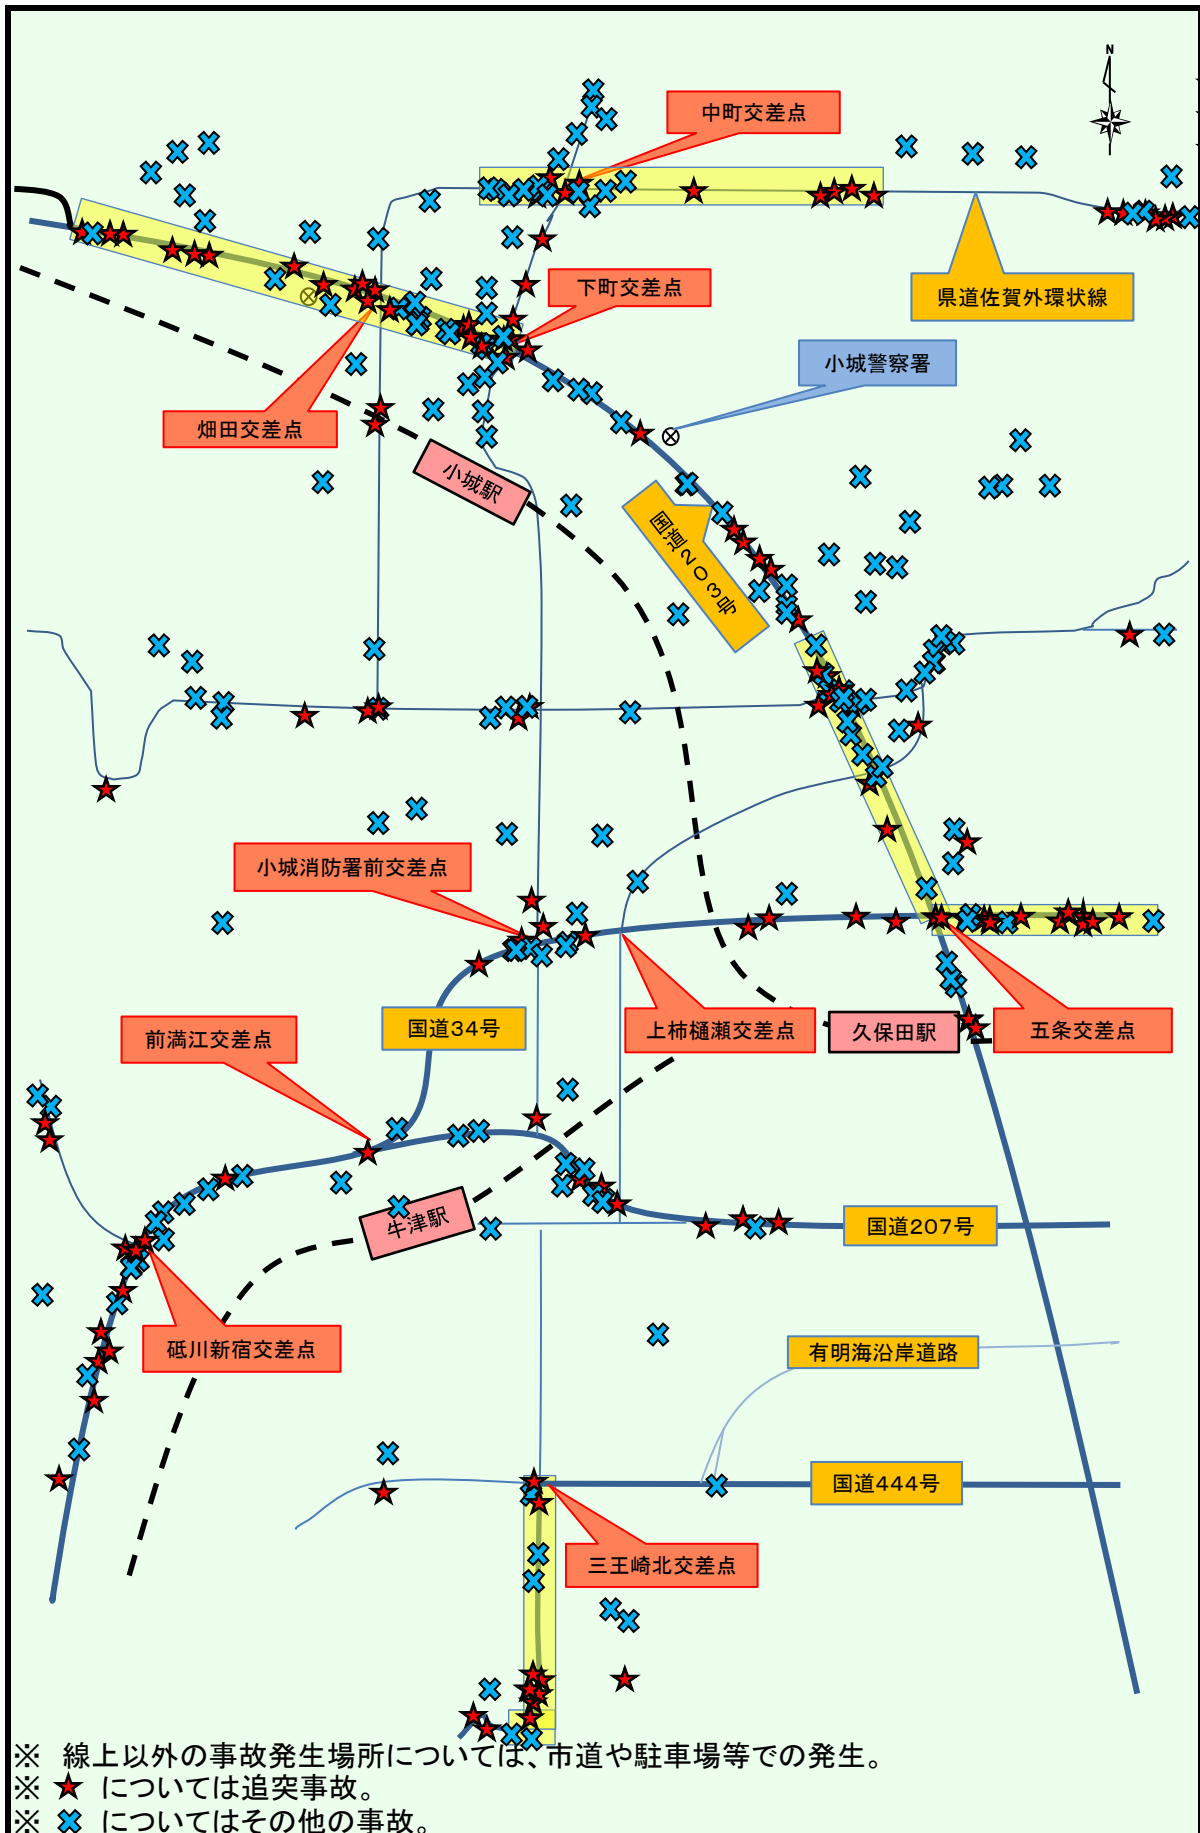 N
中町交差点
県道佐賀外環状線
下町交差点
小城警察署
畑田交差点
小城駅
国道203号
小城消防署前交差点
国道34号
上柿樋瀬交差点
久保田駅
五条交差点
前満江交差点
牛津駅
国道207号
砥川新宿交差点
有明海沿岸道路
国道444号
三王崎北交差点
※ 線上以外の事故発生場所については、市道や駐車場等での発生。
※ ★ については追突事故。
※ ✖ についてはその他の事故。